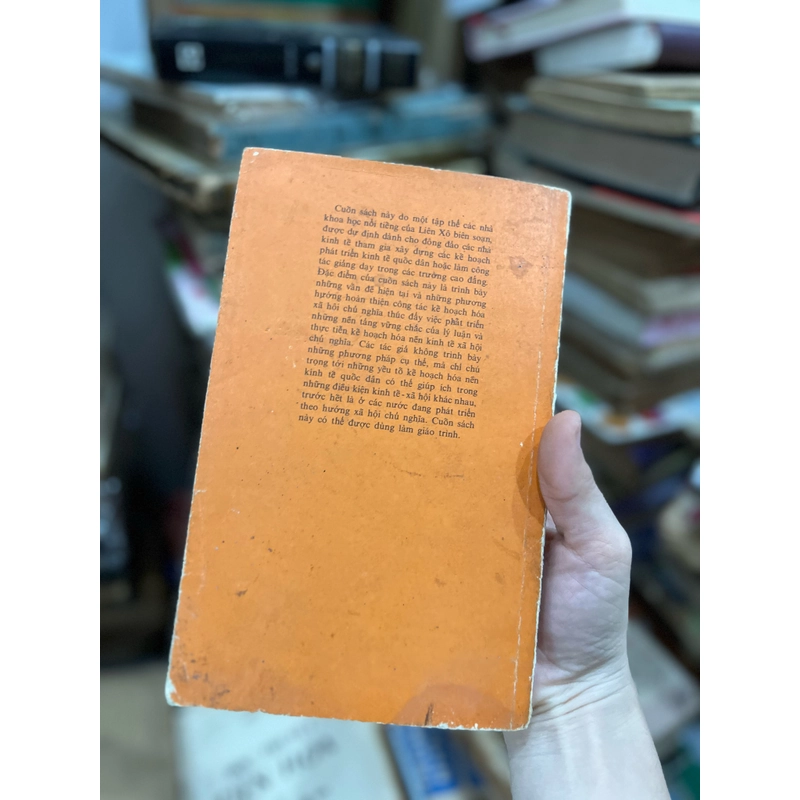 Cuốn sách này do một tập thể các nhà
khoa học nổi tiếng của Liên Xô biên soạn,
được dự định dành cho đông đảo các nhà
kinh tế tham gia xây dựng các kế hoạch
phát triển kinh tế quốc dân hoặc làm công
tác giảng dạy trong các trường cao đẳng.
Đặc điểm của cuốn sách này là trình bày
những vấn đề hiện tại và những phương
hướng hoàn thiện công tác kế hoạch hóa
xã hội chủ nghĩa thúc đẩy việc phát triển
những nền tảng vững chắc của lý luận và
thực tiễn kế hoạch hóa nền kinh tế xã hội
chủ nghĩa. Các tác giả không trình bày
những phương pháp cụ thể, mà chỉ chú
trọng tới những yếu tố kế hoạch hóa nền
kinh tế quốc dân có thể giúp ích trong
những điều kiện kinh tế-xã hội khác nhau,
trước hết là ở các nước đang phát triển
theo hướng xã hội chủ nghĩa. Cuốn sách
này có thể được dùng làm giáo trình.